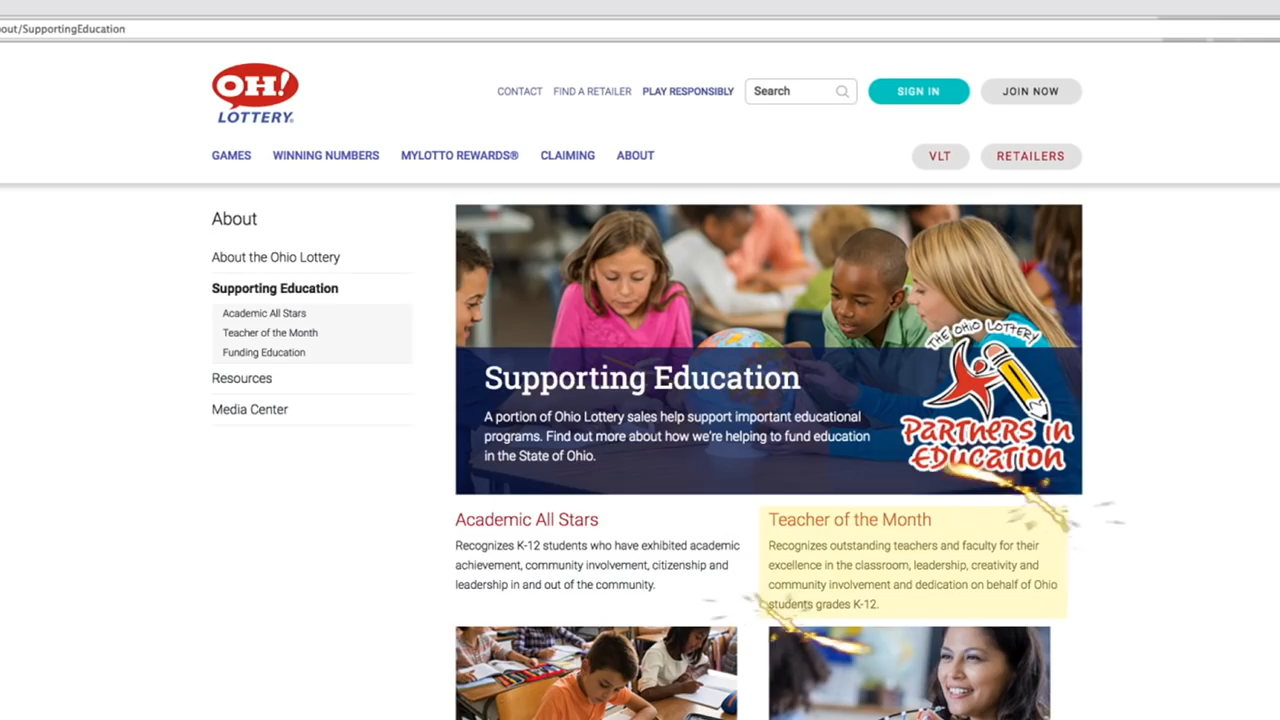 out/SupportingEducation
OH!
LOTTERY
CONTACT FIND A RETAILER PLAY RESPONSIBLY Search SIGN IN JOIN NOW
GAMES WINNING NUMBERS MYLOTTO REWARDS® CLAIMING ABOUT VLT RETAILERS
About
About the Ohio Lottery
Supporting Education
Academic All Stars
Teacher of the Month
Funding Education
Resources
Media Center
Supporting Education
A portion of Ohio Lottery sales help support important educational
programs. Find out more about how we're helping to fund education
in the State of Ohio.
THE OHIO LOTTERY
PARTNERS IN
EDUCATION
Academic All Stars
Recognizes K-12 students who have exhibited academic
achievement, community involvement, citizenship and
leadership in and out of the community.
Teacher of the Month
Recognizes outstanding teachers and faculty for their
excellence in the classroom, leadership, creativity and
community involvement and dedication on behalf of Ohio
students grades K-12.